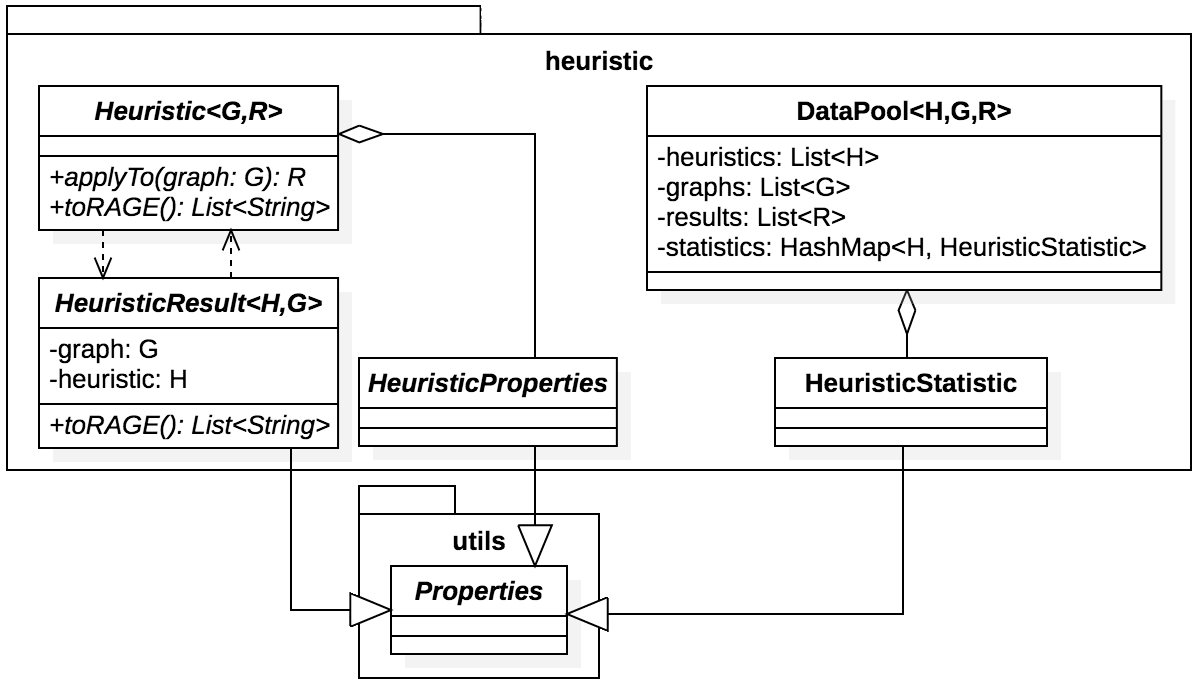 heuristic
Heuristic<G,R>
+applyTo(graph: G): R
+toRAGE(): List<String>
DataPool<H,G,R>
-heuristics: List<H>
-graphs: List<G>
-results: List<R>
-statistics: HashMap<H, HeuristicStatistic>
HeuristicResult<H,G>
-graph: G
-heuristic: H
+toRAGE(): List<String>
HeuristicProperties
HeuristicStatistic
utils
Properties